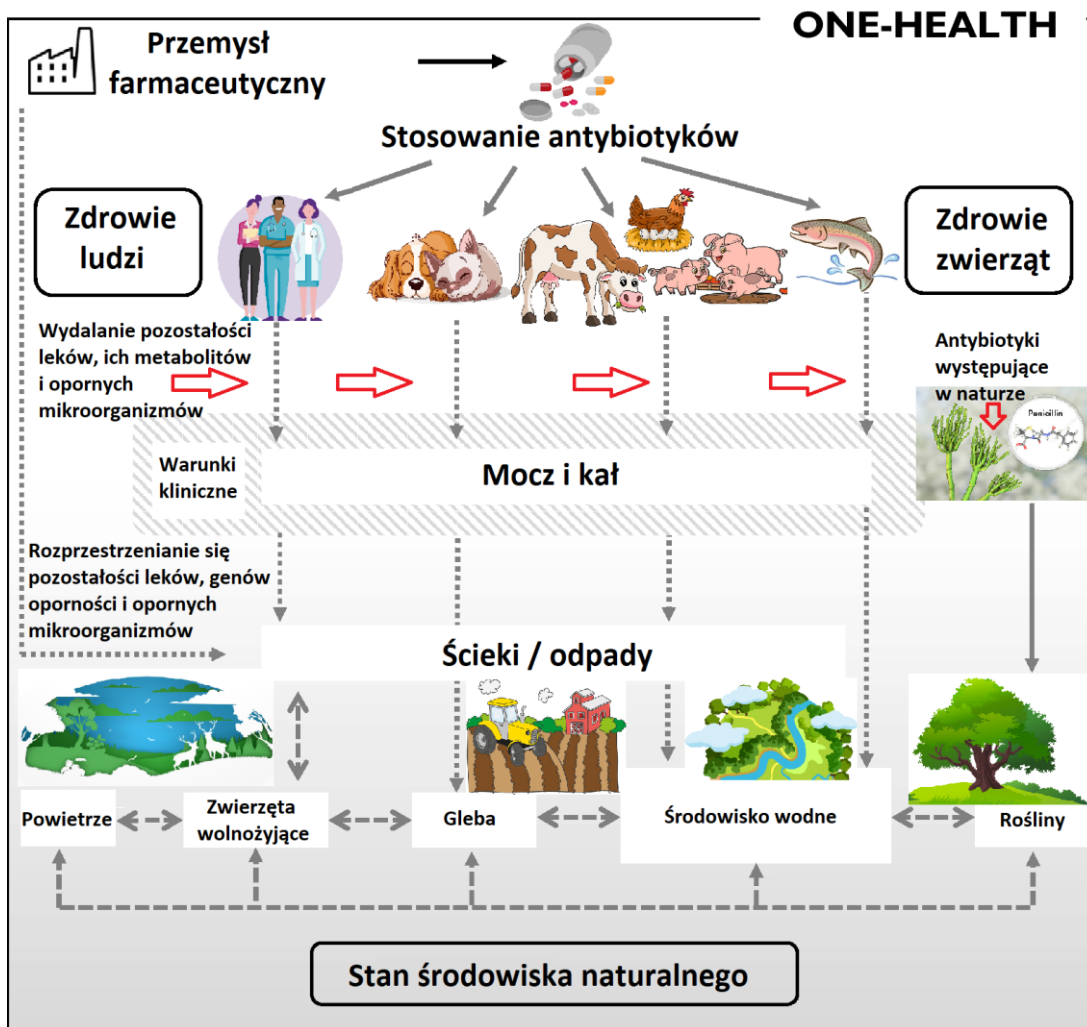 ONE-HEALTH
Przemysł
farmaceutyczny
Stosowanie antybiotyków
Zdrowie
ludzi
Zdrowie
zwierząt
Wydalanie pozostałości
leków, ich metabolitów
i opornych
mikroorganizmów
Antybiotyki
występujące
w naturze
Penicillin
Warunki
kliniczne
Mocz i kał
Rozprzestrzenianie się
pozostałości leków, genów
oporności i opornych
mikroorganizmów
Ścieki / odpady
Powietrze
Zwierzęta
wolnożyjące
Gleba
Środowisko wodne
Rośliny
Stan środowiska naturalnego